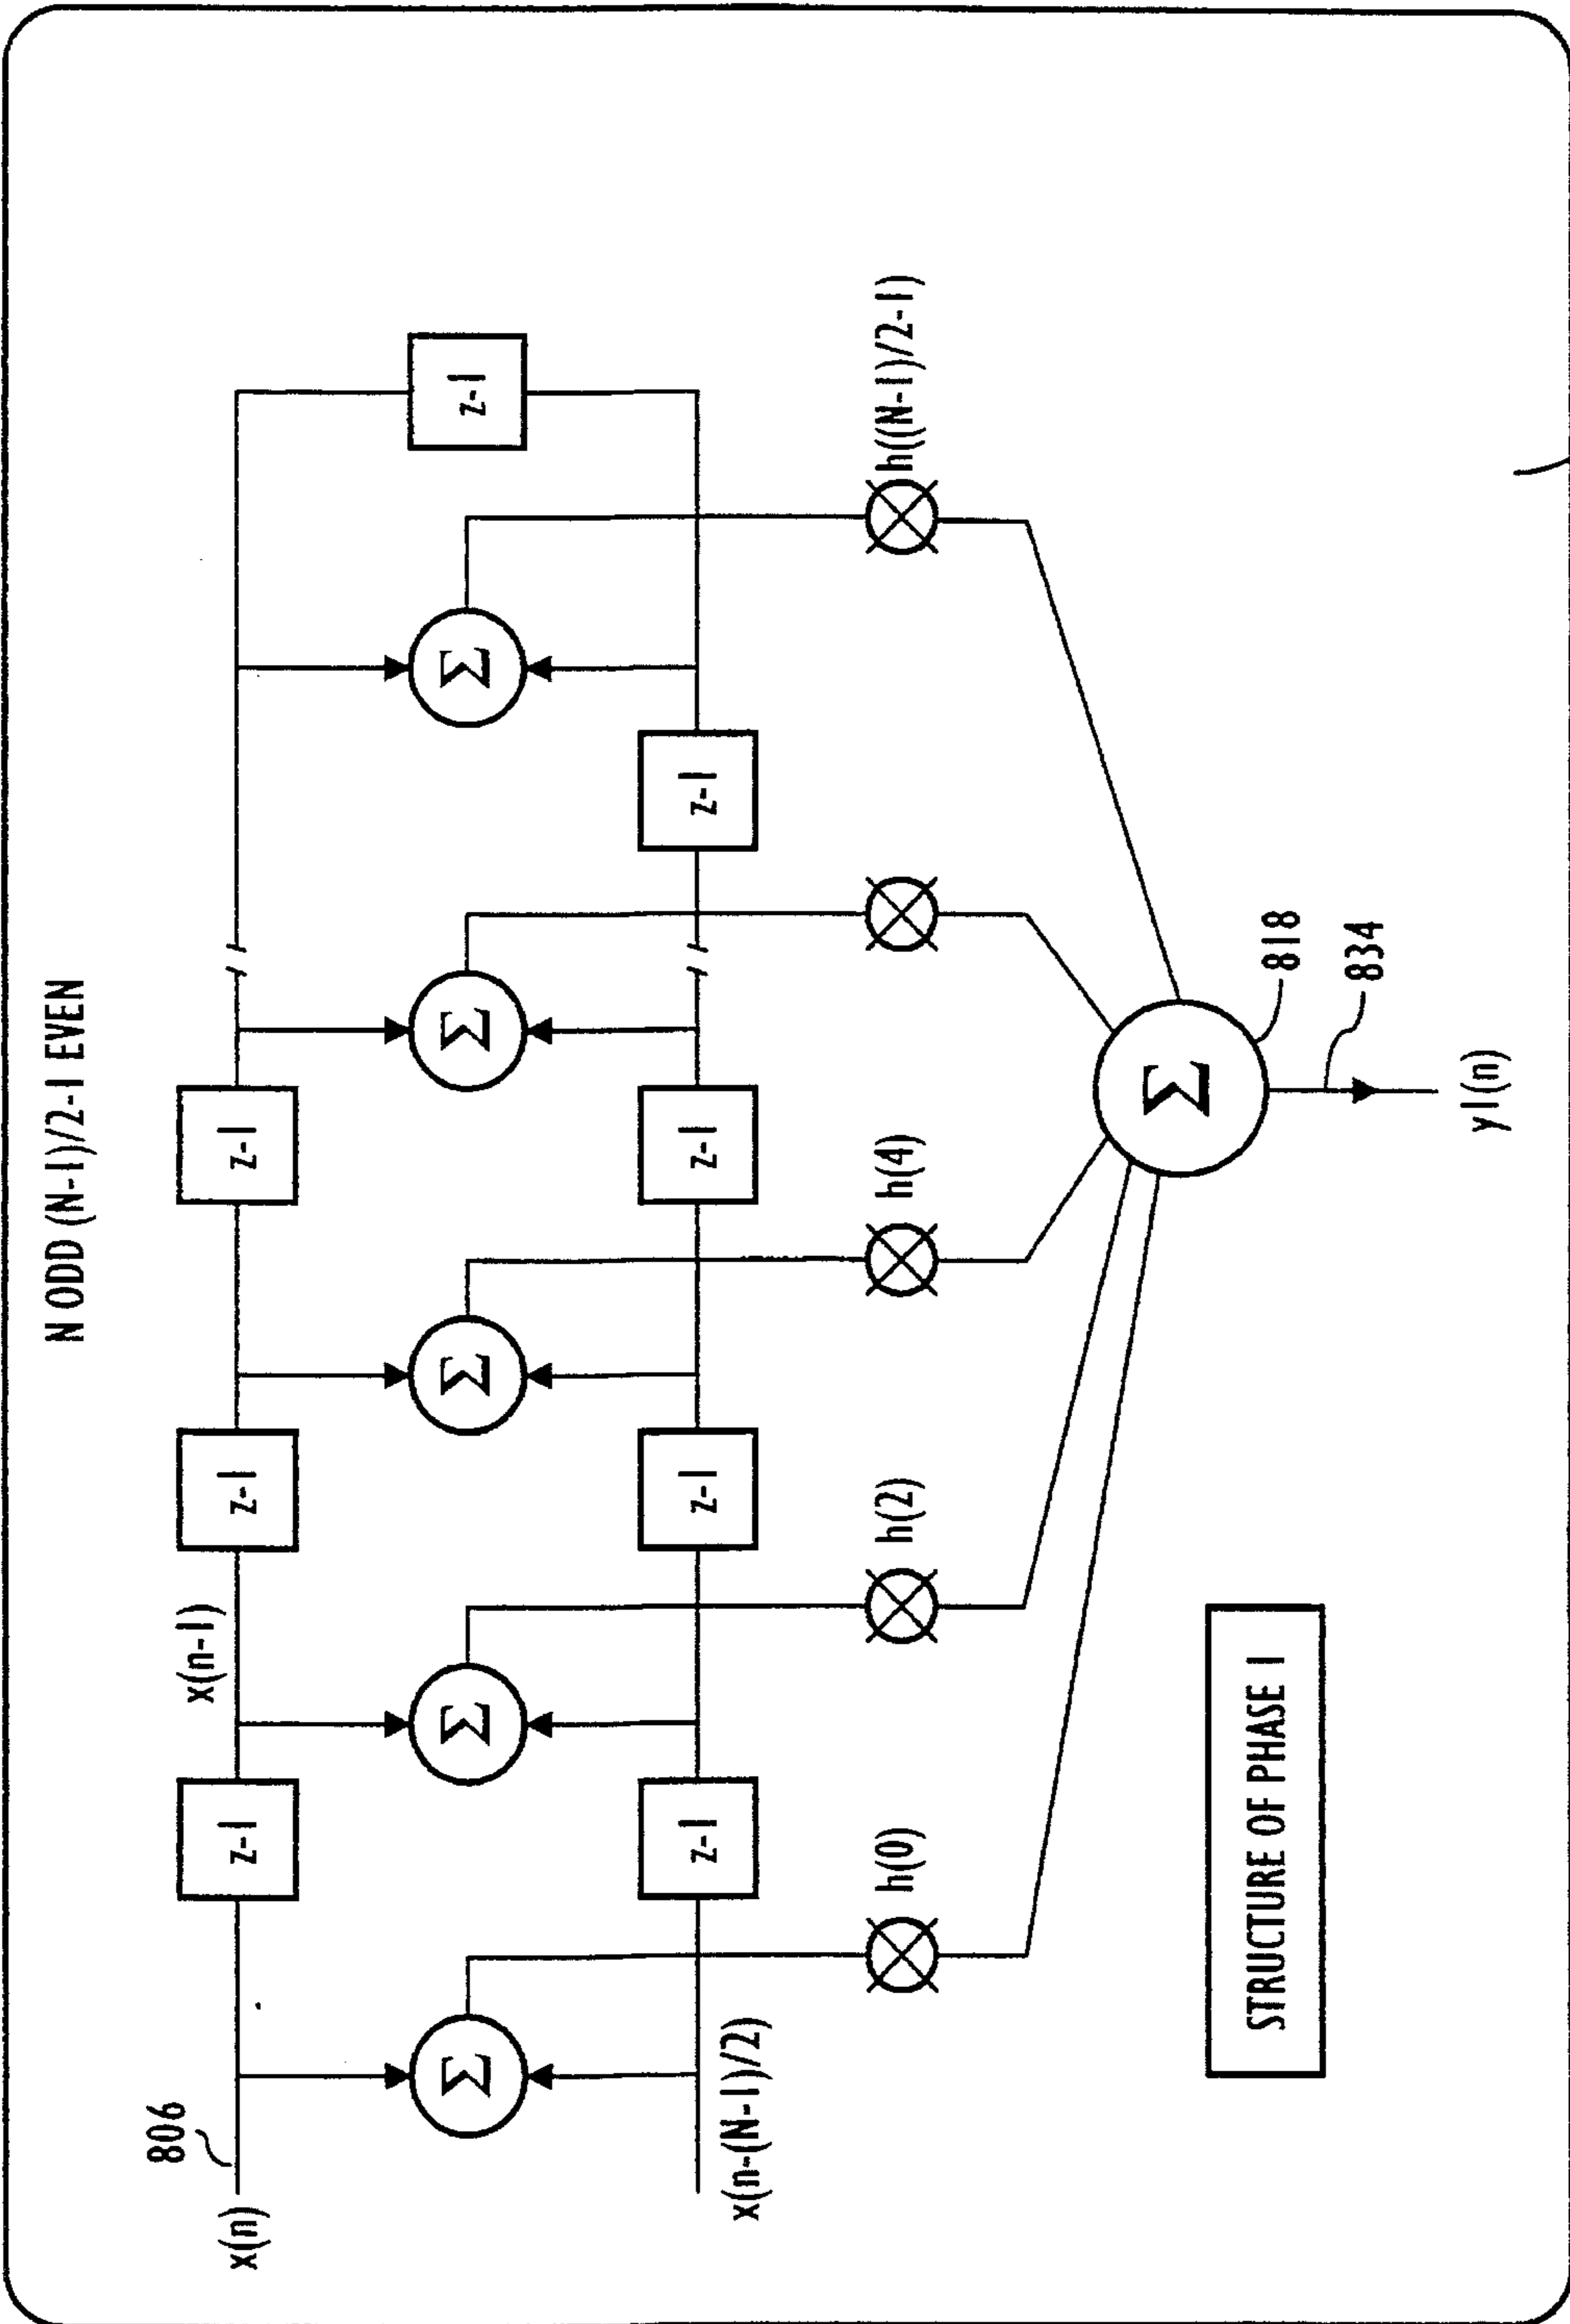 N ODD (N-1)/2-1 EVEN
806
x(n)
z-1
x(n-1)
z-1
z-1
Σ
Σ
Σ
Σ
Σ
z-1
x(n-(N-1)/2)
z-1
z-1
z-1
z-1
h(0)
h(2)
h(4)
h((N-1)/2-1)
Σ
818
834
y1(n)
STRUCTURE OF PHASE 1